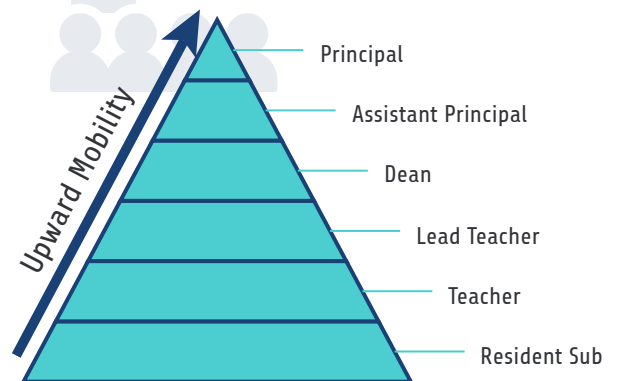 Principal
Assistant Principal
Dean
Lead Teacher
Teacher
Resident Sub
Upward Mobility